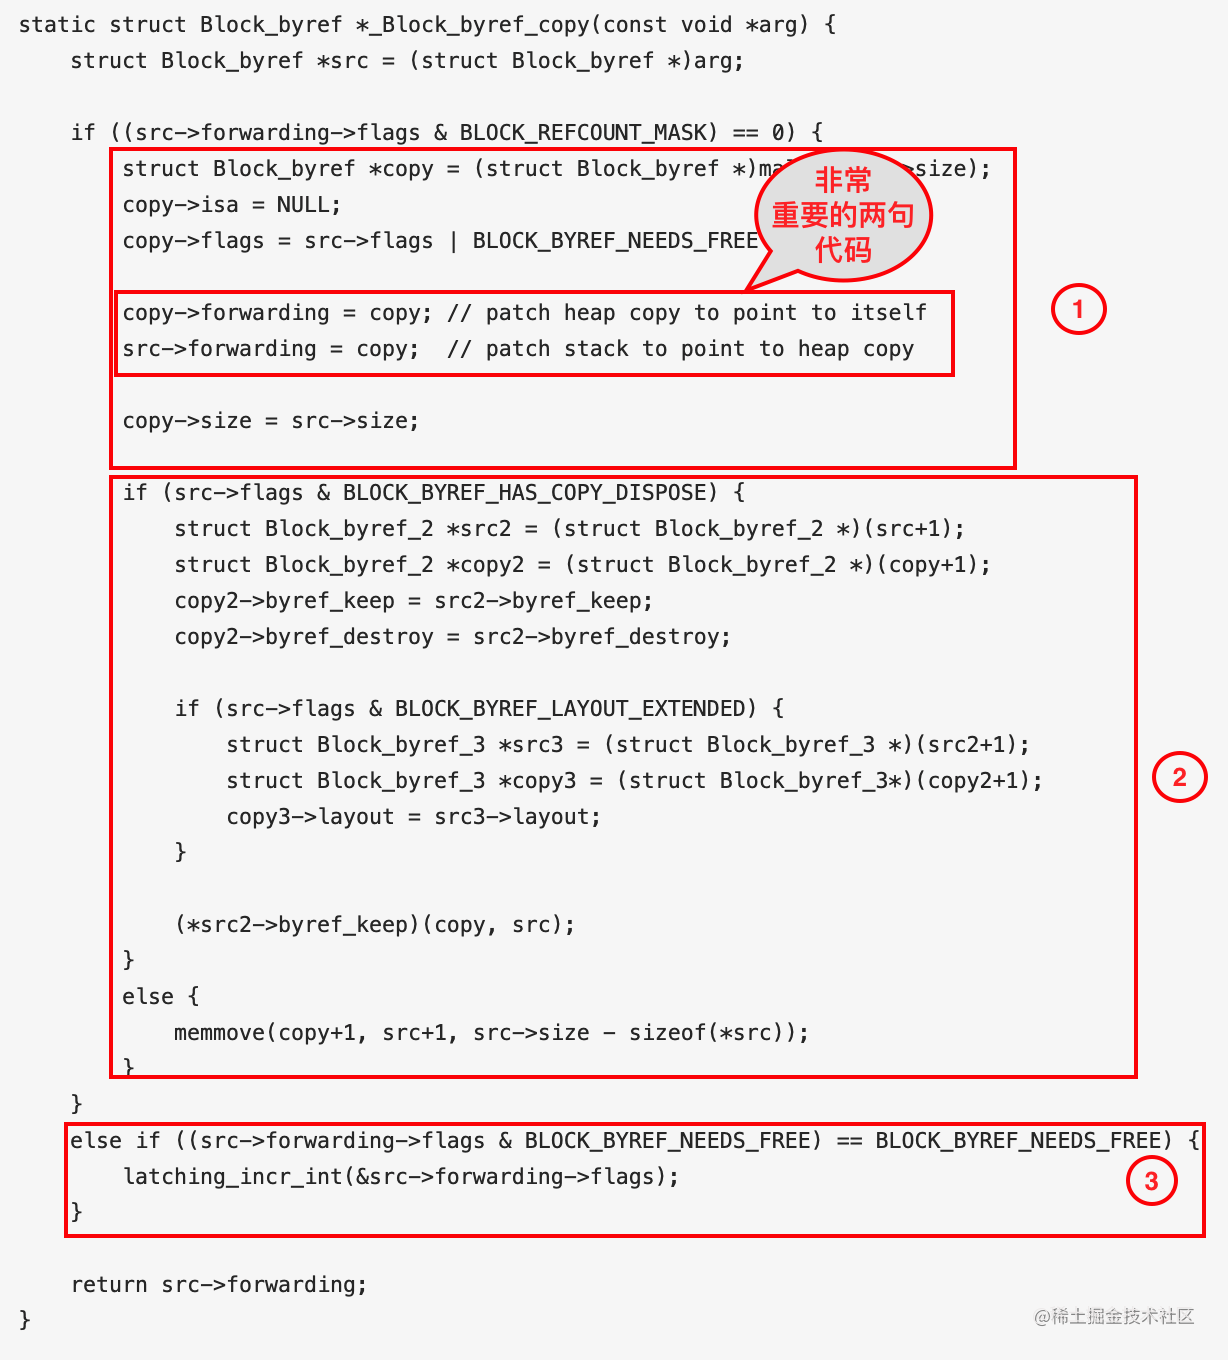 static struct Block_byref *_Block_byref_copy(const void *arg) {
    struct Block_byref *src = (struct Block_byref *)arg;
    if ((src->forwarding->flags & BLOCK_REFCOUNT_MASK) == 0) {
        struct Block_byref *copy = (struct Block_byref *)ma >size);
        copy->isa = NULL;
        copy->flags = src->flags | BLOCK_BYREF_NEEDS_FREE
非常
重要的两句
代码
        copy->forwarding = copy; // patch heap copy to point to itself
        src->forwarding = copy;  // patch stack to point to heap copy
①
        copy->size = src->size;
        if (src->flags & BLOCK_BYREF_HAS_COPY_DISPOSE) {
            struct Block_byref_2 *src2 = (struct Block_byref_2 *)(src+1);
            struct Block_byref_2 *copy2 = (struct Block_byref_2 *)(copy+1);
            copy2->byref_keep = src2->byref_keep;
            copy2->byref_destroy = src2->byref_destroy;
            if (src->flags & BLOCK_BYREF_LAYOUT_EXTENDED) {
                struct Block_byref_3 *src3 = (struct Block_byref_3 *)(src2+1);
                struct Block_byref_3 *copy3 = (struct Block_byref_3*)(copy2+1);
②
                copy3->layout = src3->layout;
            }
            (*src2->byref_keep)(copy, src);
        }
        else {
            memmove(copy+1, src+1, src->size - sizeof(*src));
        }
    }
    else if ((src->forwarding->flags & BLOCK_BYREF_NEEDS_FREE) == BLOCK_BYREF_NEEDS_FREE) {
        latching_incr_int(&src->forwarding->flags);
③
    }
    return src->forwarding;
}
@稀土掘金技术社区